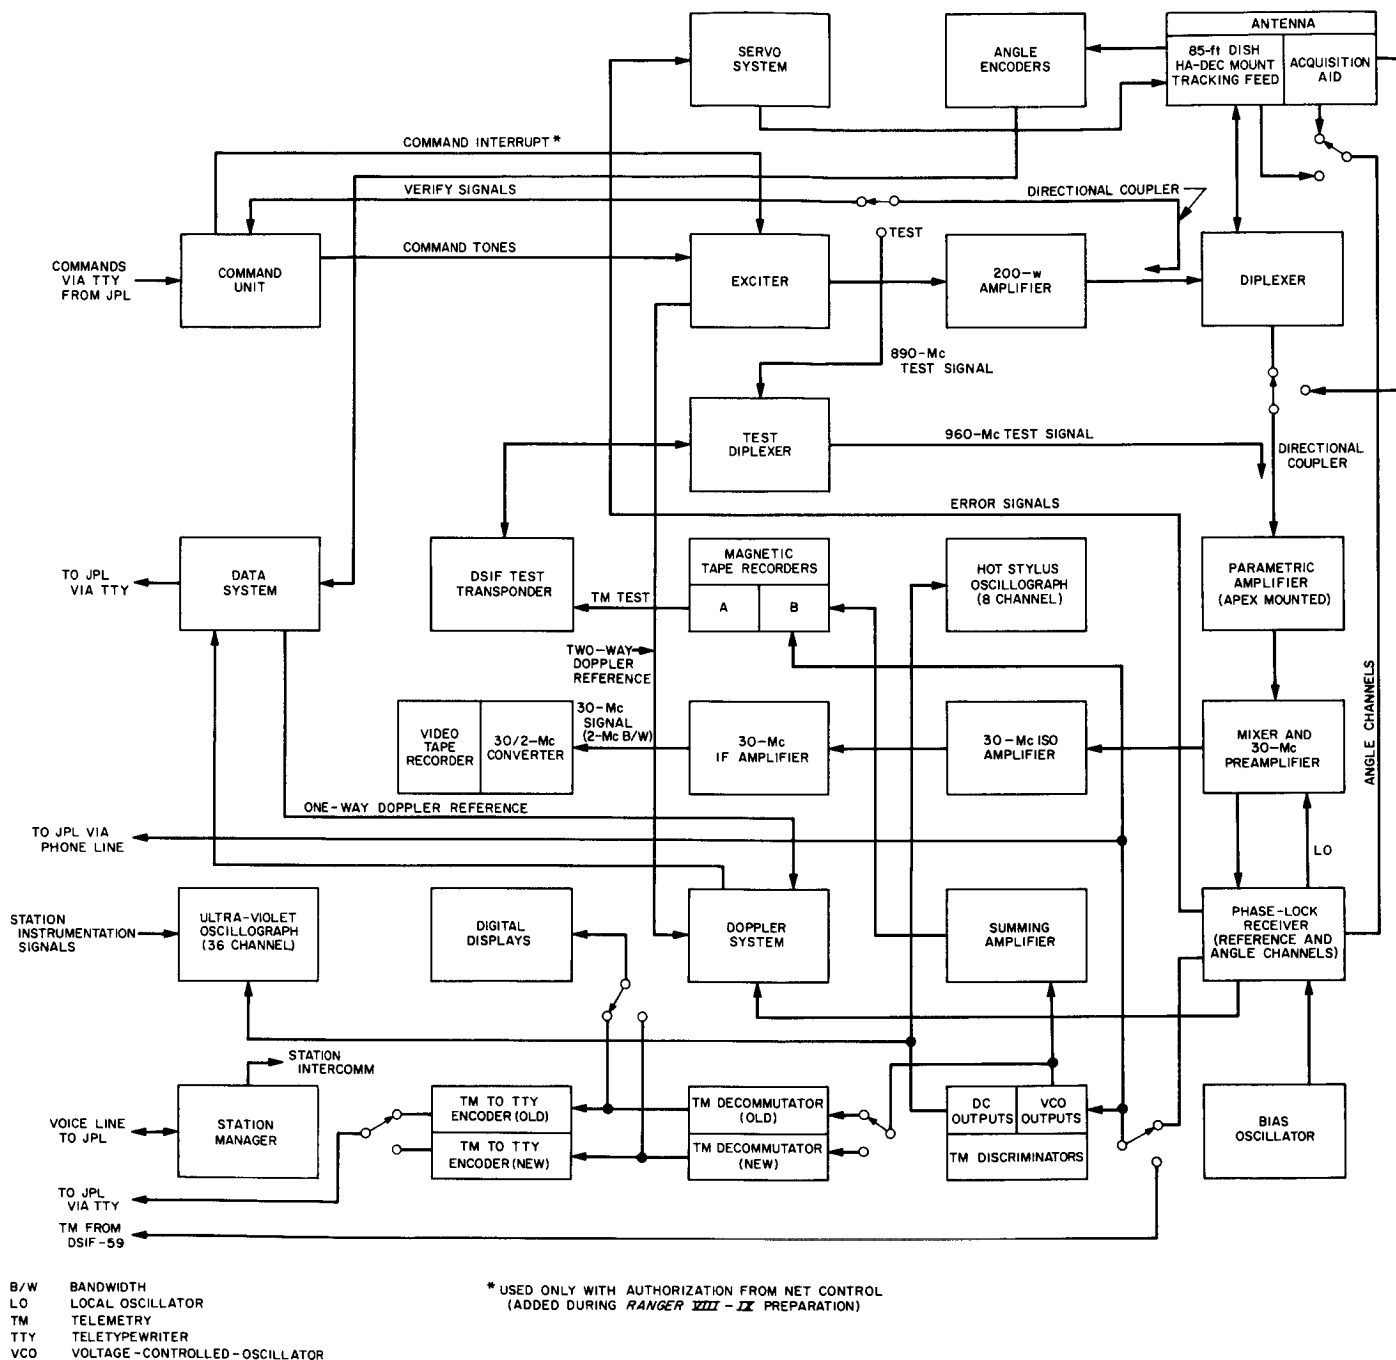 SERVO
SYSTEM
ANGLE
ENCODERS
ANTENNA
85-ft DISH
HA-DEC MOUNT
TRACKING FEED
ACQUISITION
AID
COMMAND INTERRUPT*
VERIFY SIGNALS
DIRECTIONAL COUPLER
TEST
COMMAND TONES
COMMANDS
VIA TTY
FROM JPL
COMMAND
UNIT
EXCITER
200-w
AMPLIFIER
DIPLEXER
890-Mc
TEST SIGNAL
TEST
DIPLEXER
960-Mc TEST SIGNAL
DIRECTIONAL
COUPLER
ERROR SIGNALS
TO JPL
VIA TTY
DATA
SYSTEM
DSIF TEST
TRANSPONDER
TM TEST
MAGNETIC
TAPE RECORDERS
A
B
HOT STYLUS
OSCILLOGRAPH
(8 CHANNEL)
PARAMETRIC
AMPLIFIER
(APEX MOUNTED)
TWO-WAY
DOPPLER
REFERENCE
ANGLE CHANNELS
VIDEO
TAPE
RECORDER
30/2-Mc
CONVERTER
30-Mc
SIGNAL
(2-Mc B/W)
30-Mc
IF AMPLIFIER
30-Mc ISO
AMPLIFIER
MIXER AND
30-Mc
PREAMPLIFIER
ONE-WAY DOPPLER REFERENCE
TO JPL VIA
PHONE LINE
LO
STATION
INSTRUMENTATION
SIGNALS
ULTRA-VIOLET
OSCILLOGRAPH
(36 CHANNEL)
DIGITAL
DISPLAYS
DOPPLER
SYSTEM
SUMMING
AMPLIFIER
PHASE-LOCK
RECEIVER
(REFERENCE AND
ANGLE CHANNELS)
STATION
INTERCOMM
VOICE LINE
TO JPL
STATION
MANAGER
TM TO TTY
ENCODER (OLD)
TM TO TTY
ENCODER (NEW)
TM DECOMMUTATOR
(OLD)
TM DECOMMUTATOR
(NEW)
DC
OUTPUTS
VCO
OUTPUTS
TM DISCRIMINATORS
BIAS
OSCILLATOR
TO JPL
VIA TTY
TM FROM
DSIF-59
B/W BANDWIDTH
LO LOCAL OSCILLATOR
TM TELEMETRY
TTY TELETYPEWRITER
VCO VOLTAGE-CONTROLLED-OSCILLATOR
* USED ONLY WITH AUTHORIZATION FROM NET CONTROL
(ADDED DURING RANGER VIII - IX PREPARATION)